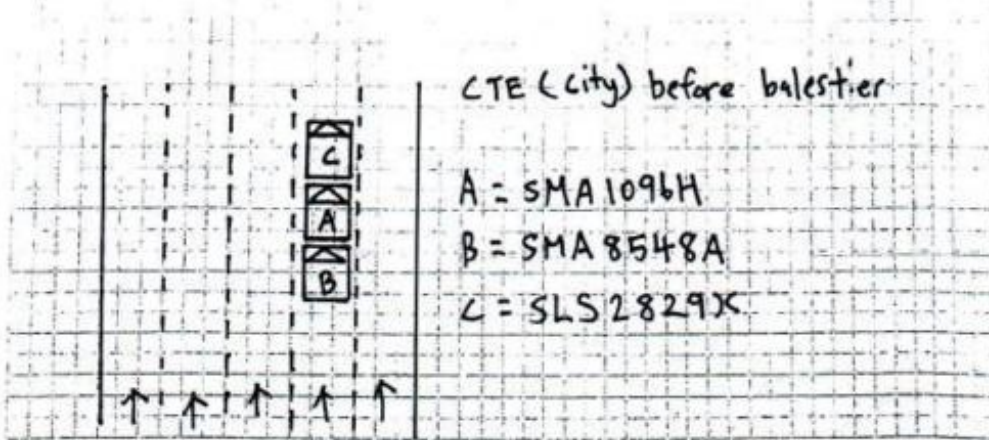 CTE (city) before balestier
C
A
B
A = SMA1096H
B = SMA8548A
C = SLS2829X